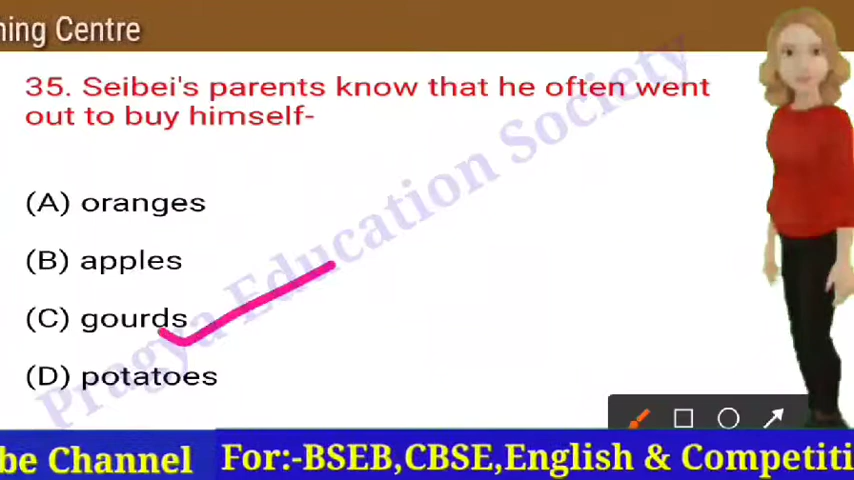 ning Centre
35. Seibei's parents know that he often went
out to buy himself-
(A) oranges
(B) apples
(C) gourds
(D) potatoes
Pragya Education Society
be Channel For:-BSEB,CBSE,English & Competiti